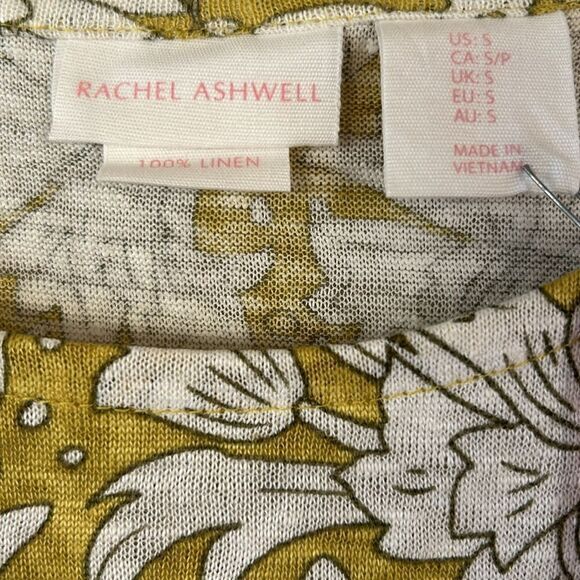 RACHEL ASHWELL
100% LINEN
US: S
CA: S/P
UK: S
EU: S
AU: S
MADE IN
VIETNAM